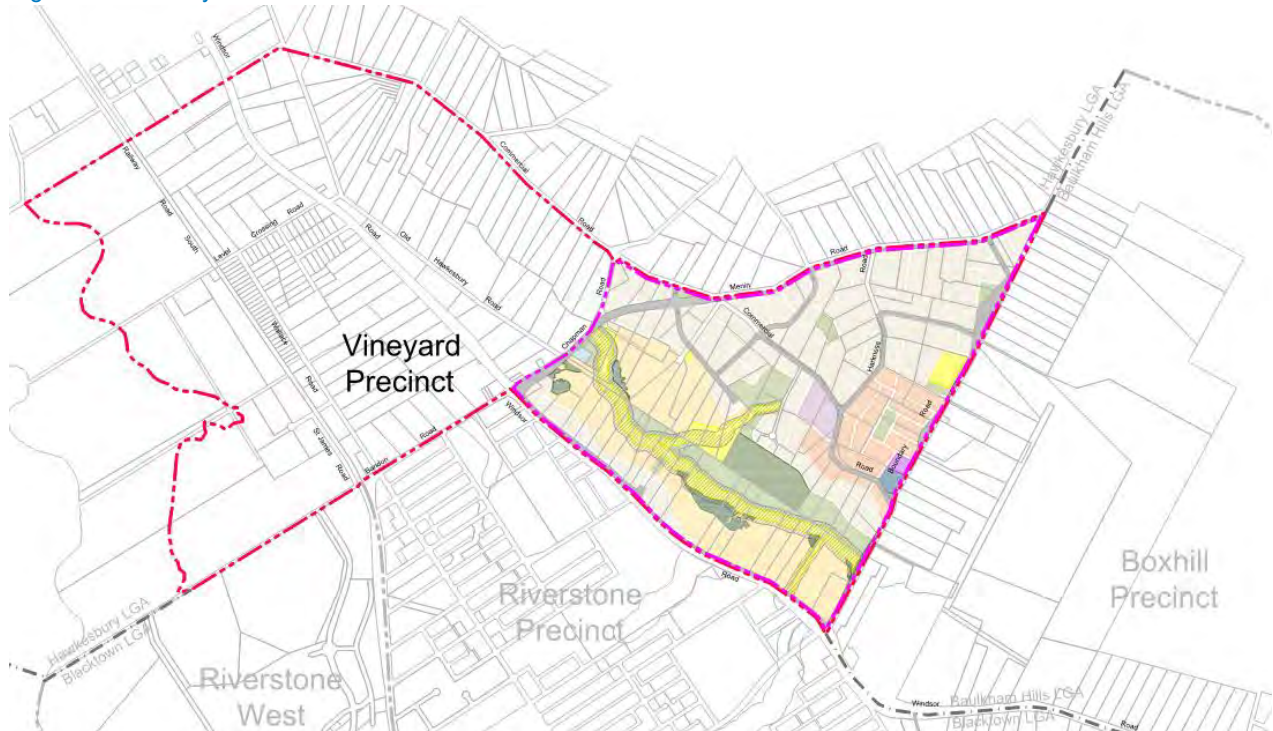 Windsor
Railway
Road
South
Level
Crossing
Road
Road
Old
Hawkesbury
Road
Commercial
Road
Road
Chapman
Menin
Road
Road
Commercial
Harkness
Road
Boundary
Road
Vineyard
Precinct
Wallace
Road
St James
Road
Bandon
Road
Windsor
Road
Hawkesbury LGA
Baulkham Hills LGA
Riverstone
Precinct
Boxhill
Precinct
Hawkesbury LGA
Blacktown LGA
Riverstone
West
Windsor
Baulkham Hills LGA
Blacktown LGA
Road